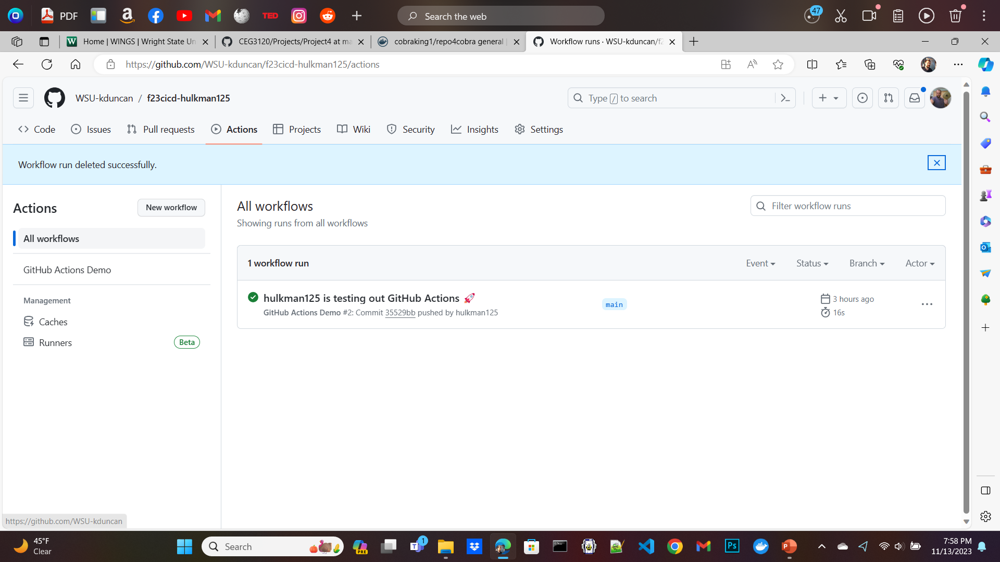 PDF
TED
Search the web
47
Home | WINGS | Wright State Un
CEG3120/Projects/Project4 at ma
cobraking1/repo4cobra general |
Workflow runs · WSU-kduncan/f2
https://github.com/WSU-kduncan/f23cicd-hulkman125/actions
WSU-kduncan / f23cicd-hulkman125
Type / to search
Code
Issues
Pull requests
Actions
Projects
Wiki
Security
Insights
Settings
Workflow run deleted successfully.
Actions
New workflow
All workflows
GitHub Actions Demo
Management
Caches
Runners
Beta
All workflows
Showing runs from all workflows
Filter workflow runs
1 workflow run
Event
Status
Branch
Actor
hulkman125 is testing out GitHub Actions 🚀
GitHub Actions Demo #2: Commit 35529bb pushed by hulkman125
main
3 hours ago
16s
https://github.com/WSU-kduncan
45°F
Clear
Search
PRE
1
Ps
7:58 PM
11/13/2023